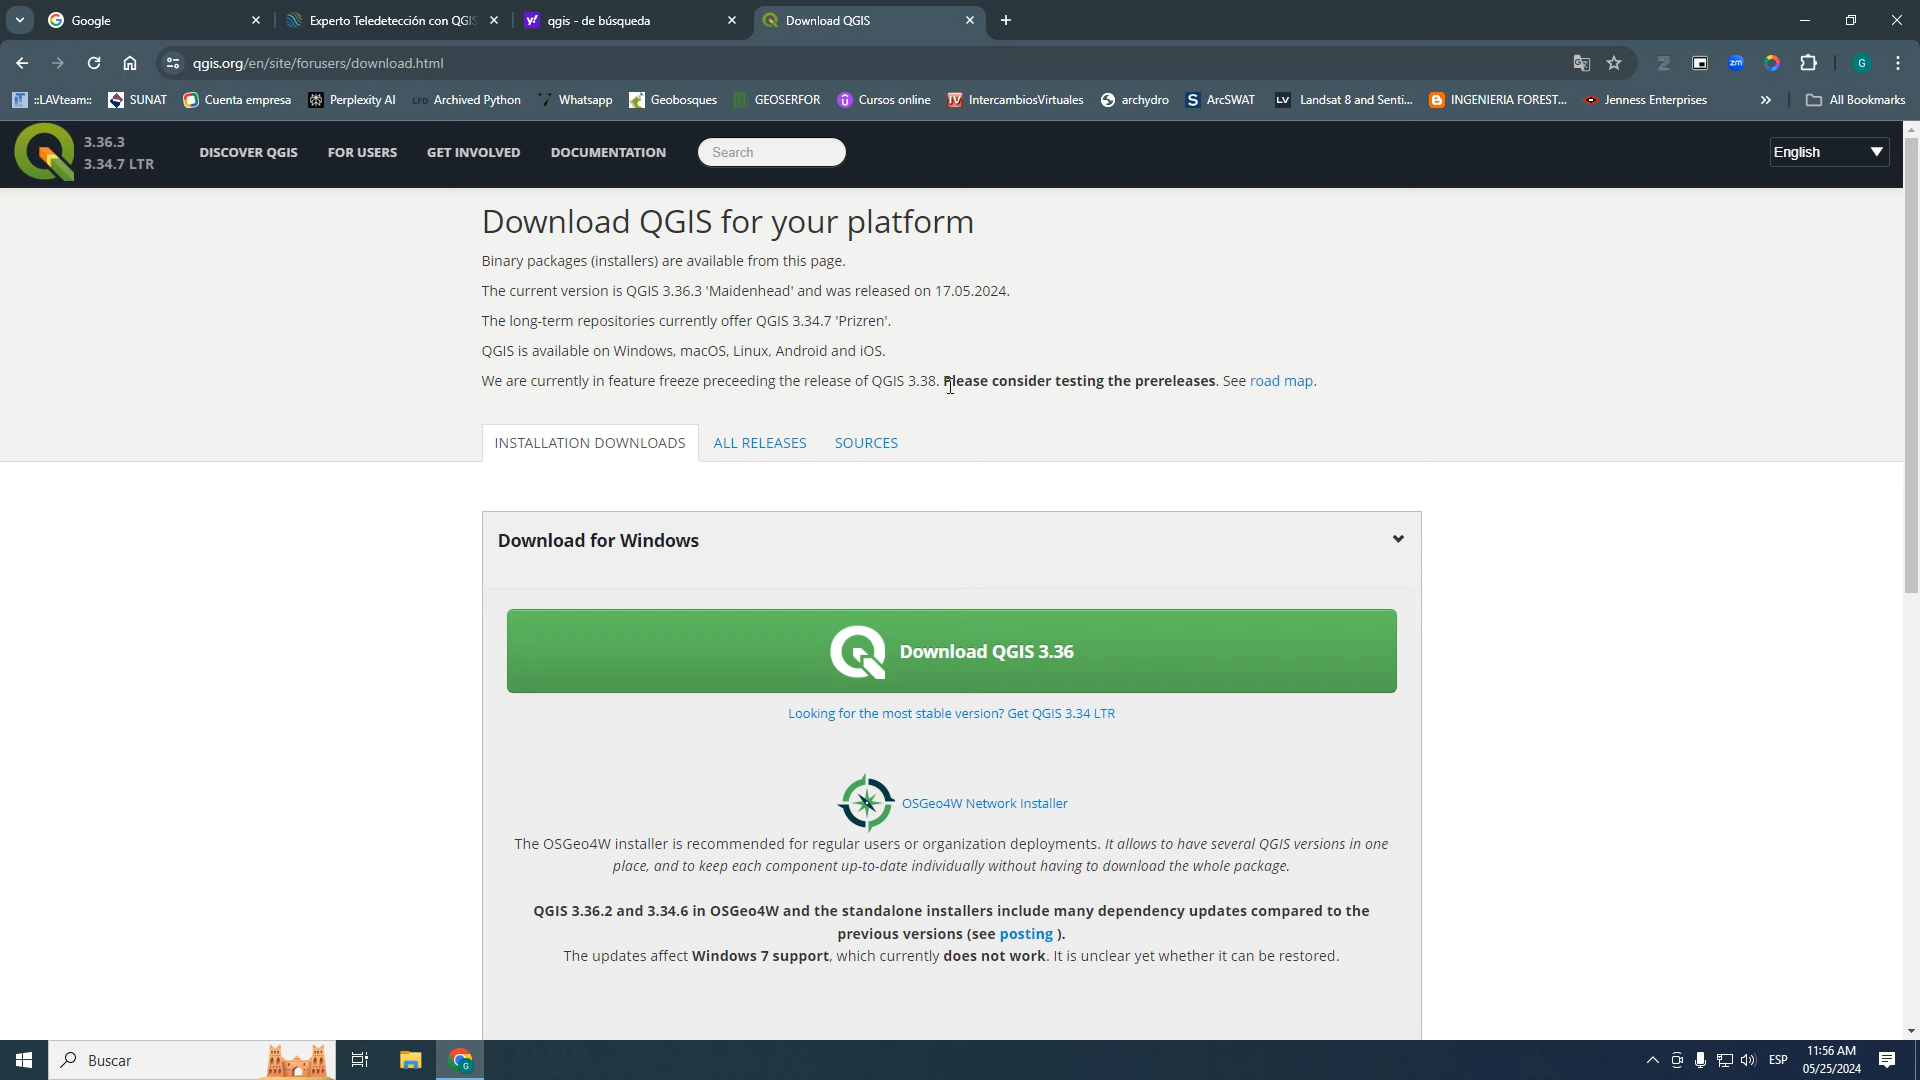 Google
Experto Teledetección con QGIS
qgis - de búsqueda
Download QGIS
qgis.org/en/site/forusers/download.html
::LAVteam::
SUNAT
Cuenta empresa
Perplexity AI
LFD Archived Python
Whatsapp
Geobosques
GEOSERFOR
Cursos online
IntercambiosVirtuales
archydro
ArcSWAT
LV Landsat 8 and Senti...
INGENIERIA FOREST...
Jenness Enterprises
All Bookmarks
3.36.3
3.34.7 LTR
DISCOVER QGIS
FOR USERS
GET INVOLVED
DOCUMENTATION
Search
English
Download QGIS for your platform
Binary packages (installers) are available from this page.
The current version is QGIS 3.36.3 'Maidenhead' and was released on 17.05.2024.
The long-term repositories currently offer QGIS 3.34.7 'Prizren'.
QGIS is available on Windows, macOS, Linux, Android and iOS.
We are currently in feature freeze preceeding the release of QGIS 3.38. Please consider testing the prereleases. See road map.
INSTALLATION DOWNLOADS
ALL RELEASES
SOURCES
Download for Windows
Download QGIS 3.36
Looking for the most stable version? Get QGIS 3.34 LTR
OSGeo4W Network Installer
The OSGeo4W installer is recommended for regular users or organization deployments. It allows to have several QGIS versions in one
place, and to keep each component up-to-date individually without having to download the whole package.
QGIS 3.36.2 and 3.34.6 in OSGeo4W and the standalone installers include many dependency updates compared to the
previous versions (see posting ).
The updates affect Windows 7 support, which currently does not work. It is unclear yet whether it can be restored.
Buscar
ESP
11:56 AM
05/25/2024